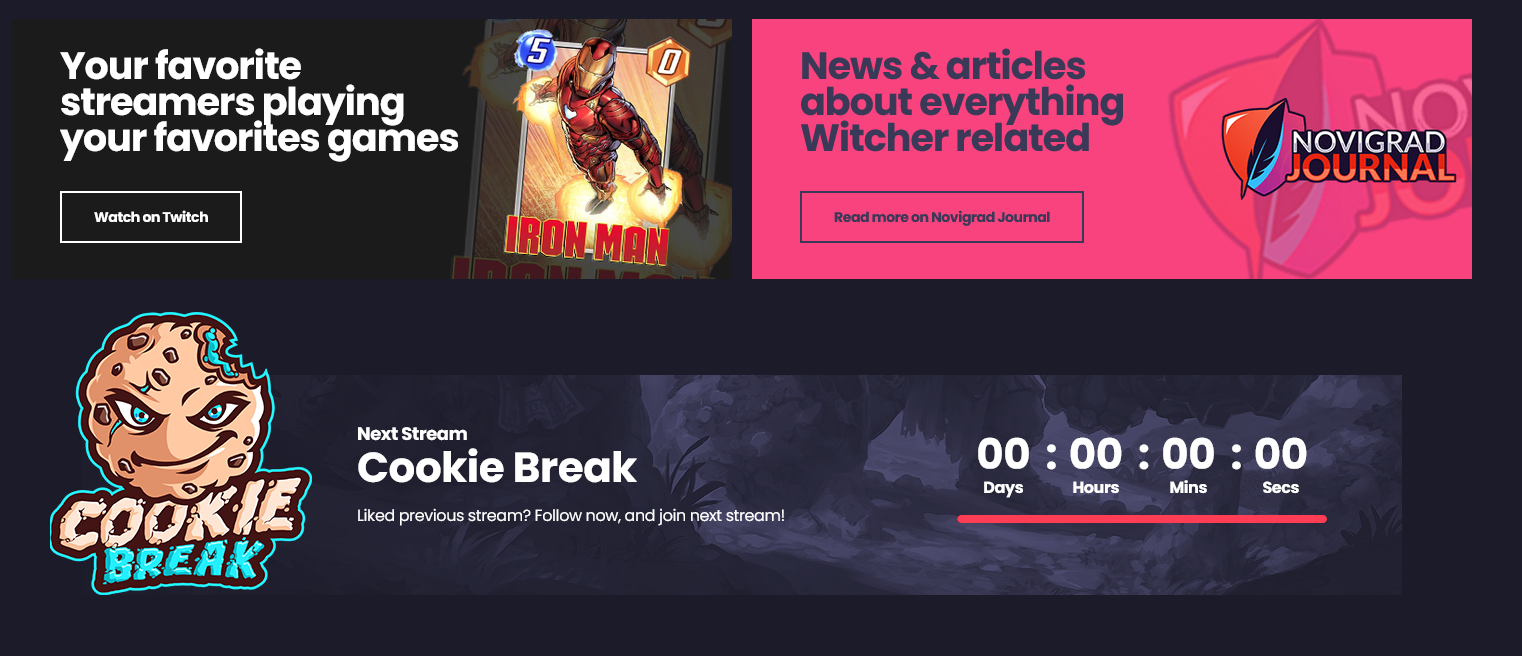 Your favorite
streamers playing
your favorites games
Watch on Twitch
5
0
IRON MAN
IRON MAN
News & articles
about everything
Witcher related
Read more on Novigrad Journal
NOVIGRAD
JOURNAL
COOKIE
BREAK
Next Stream
Cookie Break
Liked previous stream? Follow now, and join next stream!
00 : 00 : 00 : 00
Days Hours Mins Secs